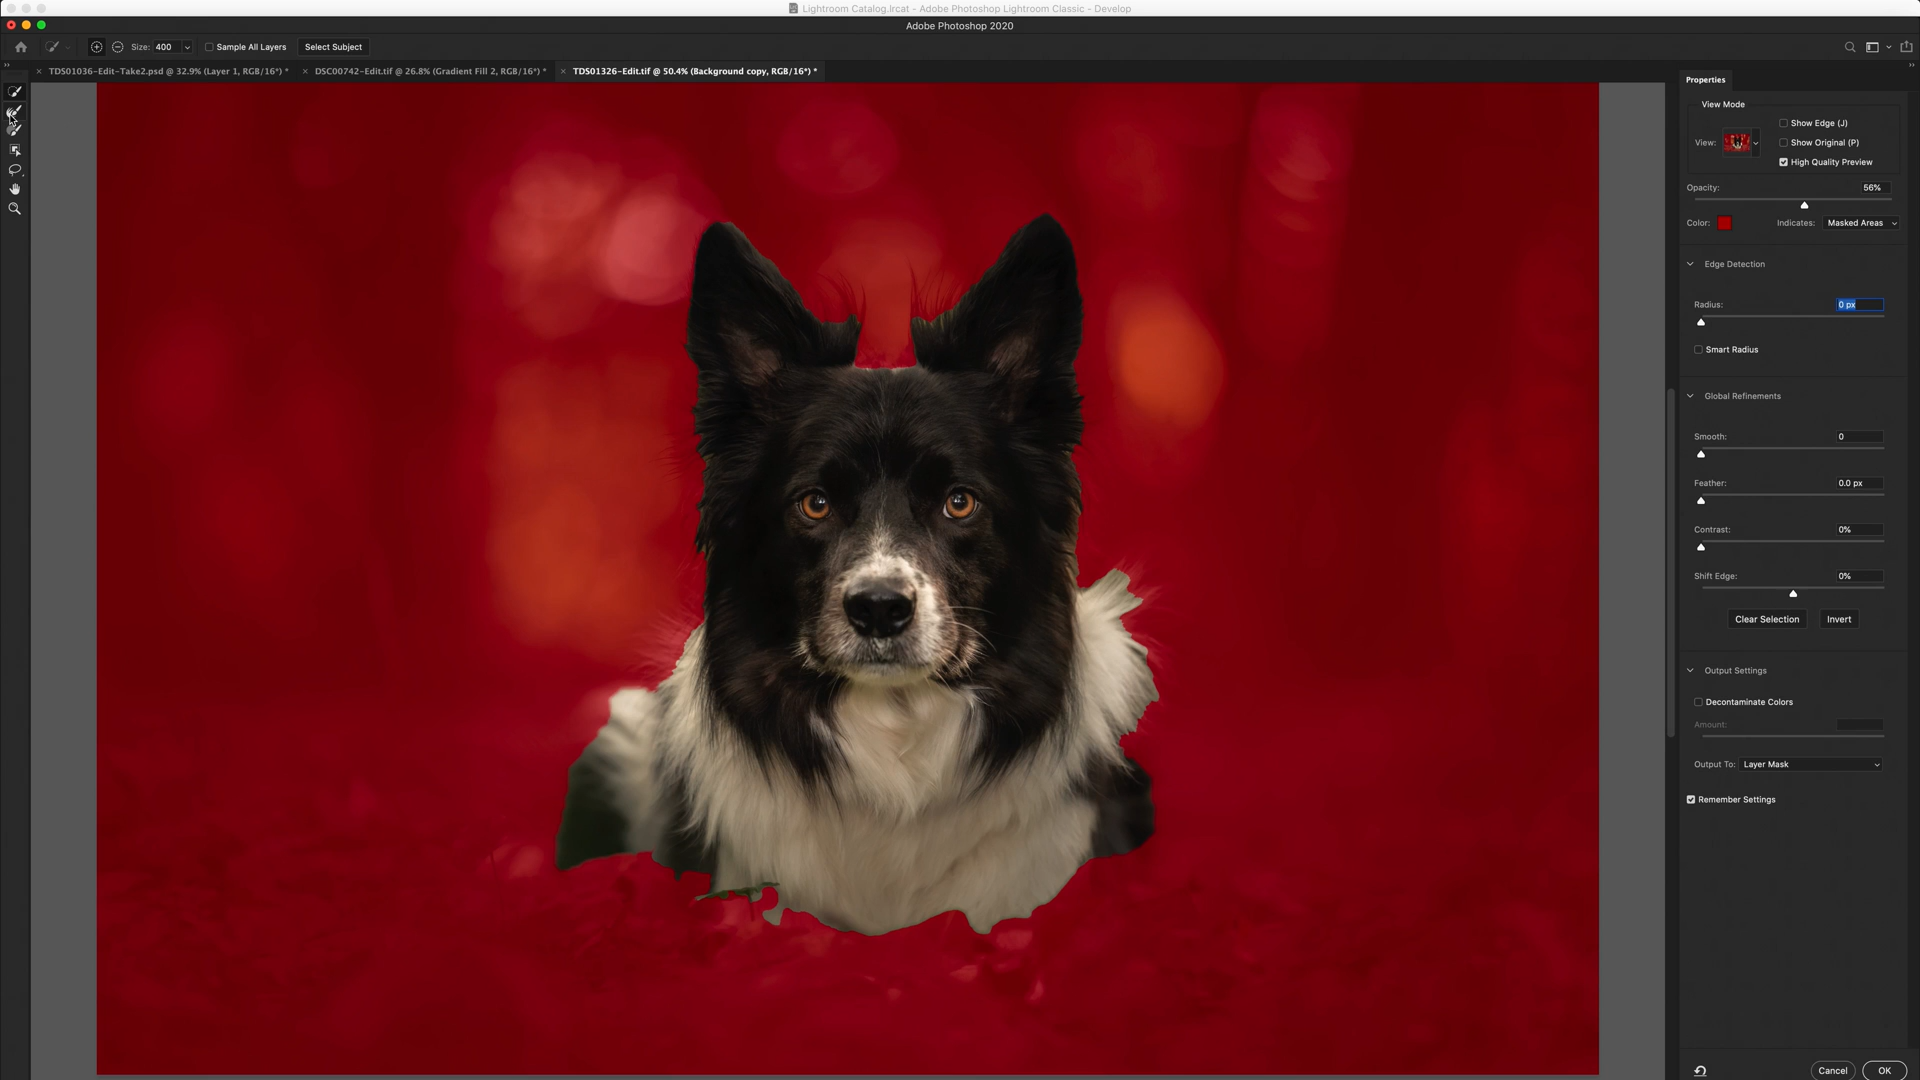 Lightroom Catalog.lrcat - Adobe Photoshop Lightroom Classic - Develop
Adobe Photoshop 2020
Size: 400 Sample All Layers Select Subject
× TDS01036-Edit-Take2.psd @ 32.9% (Layer 1, RGB/16*) * × DSC00742-Edit.tif @ 26.8% (Gradient Fill 2, RGB/16*) * × TDS01326-Edit.tif @ 50.4% (Background copy, RGB/16*) *
Properties
View Mode
Show Edge (J)
View:
Show Original (P)
High Quality Preview
Opacity: 56%
Color: Indicates: Masked Areas
Edge Detection
Radius: 0 px
Smart Radius
Global Refinements
Smooth: 0
Feather: 0.0 px
Contrast: 0%
Shift Edge: 0%
Clear Selection Invert
Output Settings
Decontaminate Colors
Amount:
Output To: Layer Mask
Remember Settings
Cancel OK